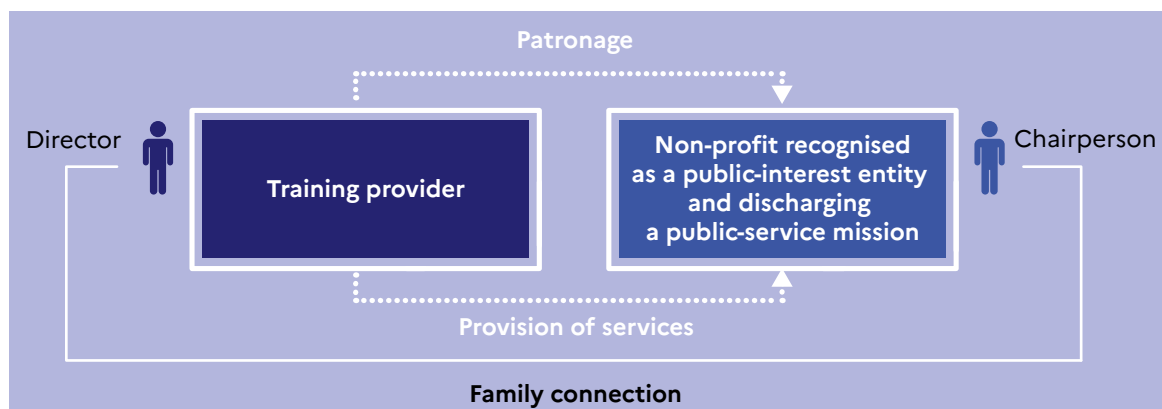 Patronage
Director
Training provider
Non-profit recognised
as a public-interest entity
and discharging
a public-service mission
Chairperson
Provision of services
Family connection